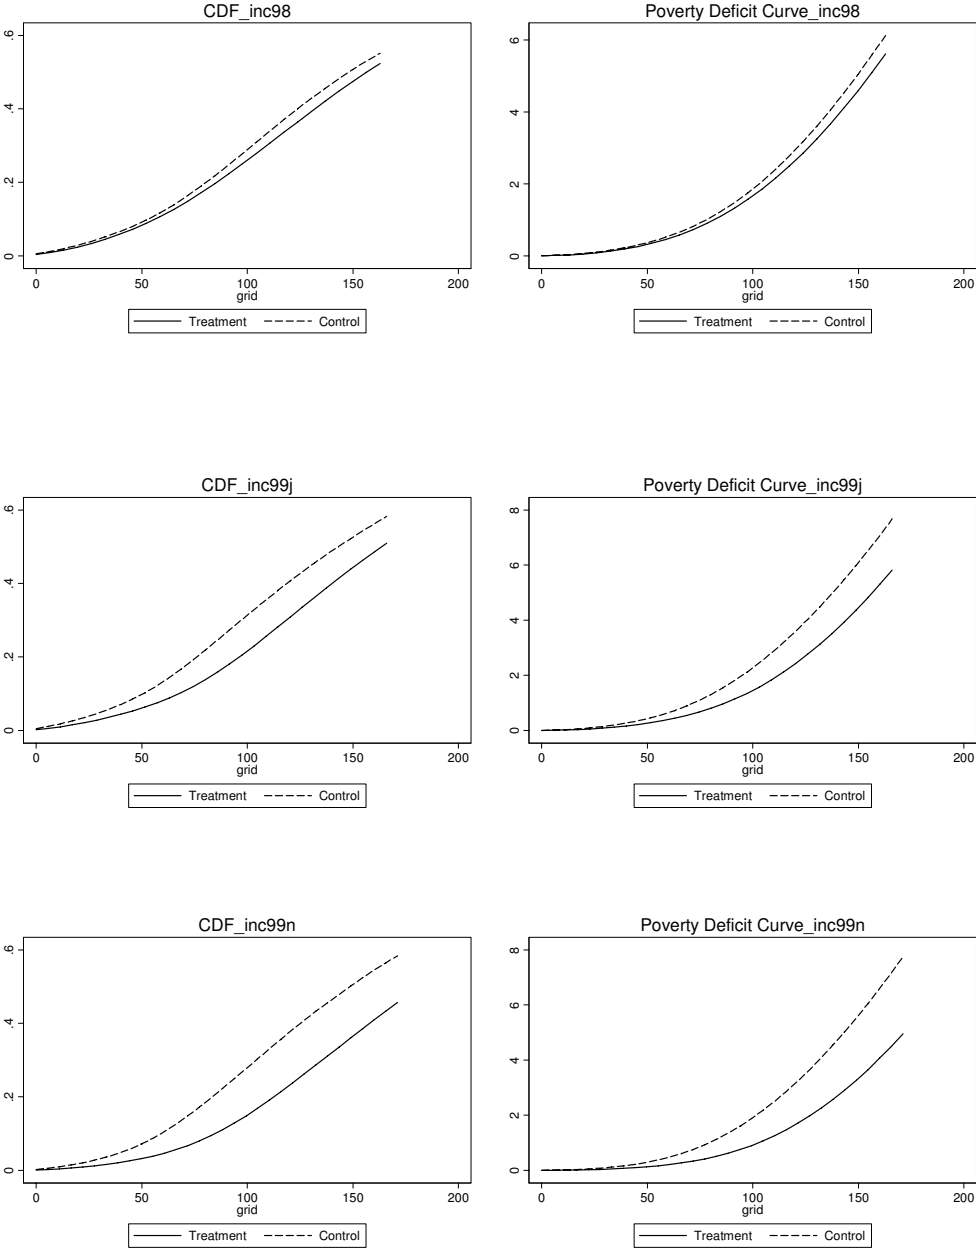 CDF_inc98
.6
.4
.2
0
0 50 100 150 200
grid
Treatment Control
Poverty Deficit Curve_inc98
6
4
2
0
0 50 100 150 200
grid
Treatment Control
CDF_inc99j
.6
.4
.2
0
0 50 100 150 200
grid
Treatment Control
Poverty Deficit Curve_inc99j
8
6
4
2
0
0 50 100 150 200
grid
Treatment Control
CDF_inc99n
.6
.4
.2
0
0 50 100 150 200
grid
Treatment Control
Poverty Deficit Curve_inc99n
8
6
4
2
0
0 50 100 150 200
grid
Treatment Control